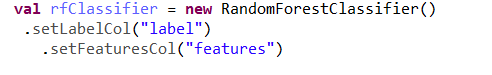 val rfClassifier = new RandomForestClassifier()
.setLabelCol("label")
.setFeaturesCol("features")